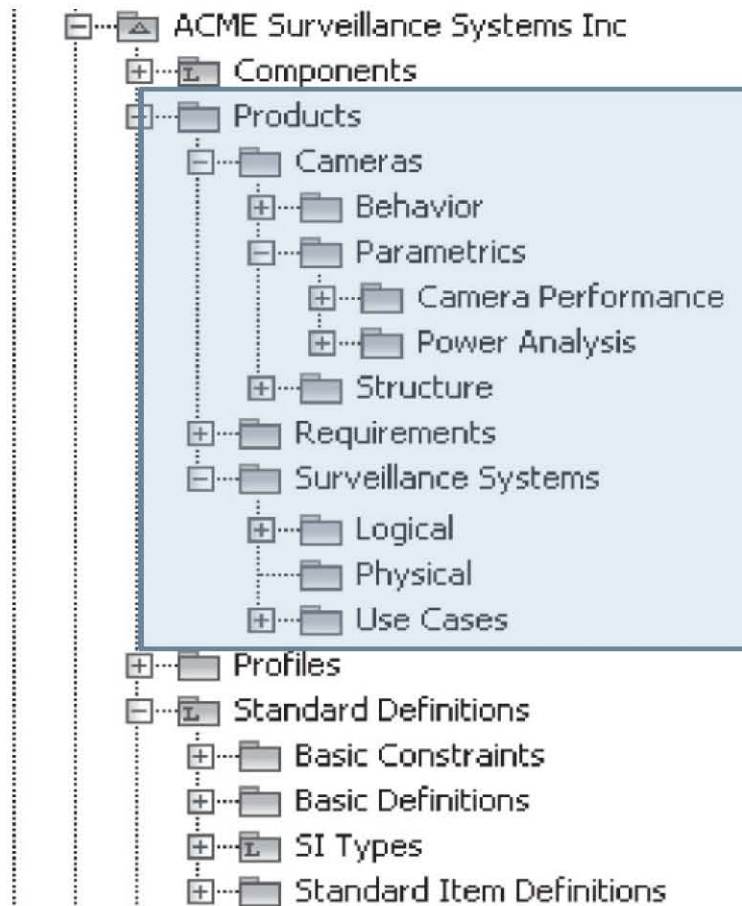 ACME Surveillance Systems Inc
L Components
Products
Cameras
Behavior
Parametrics
Camera Performance
Power Analysis
Structure
Requirements
Surveillance Systems
Logical
Physical
Use Cases
Profiles
L Standard Definitions
Basic Constraints
Basic Definitions
L SI Types
Standard Item Definitions